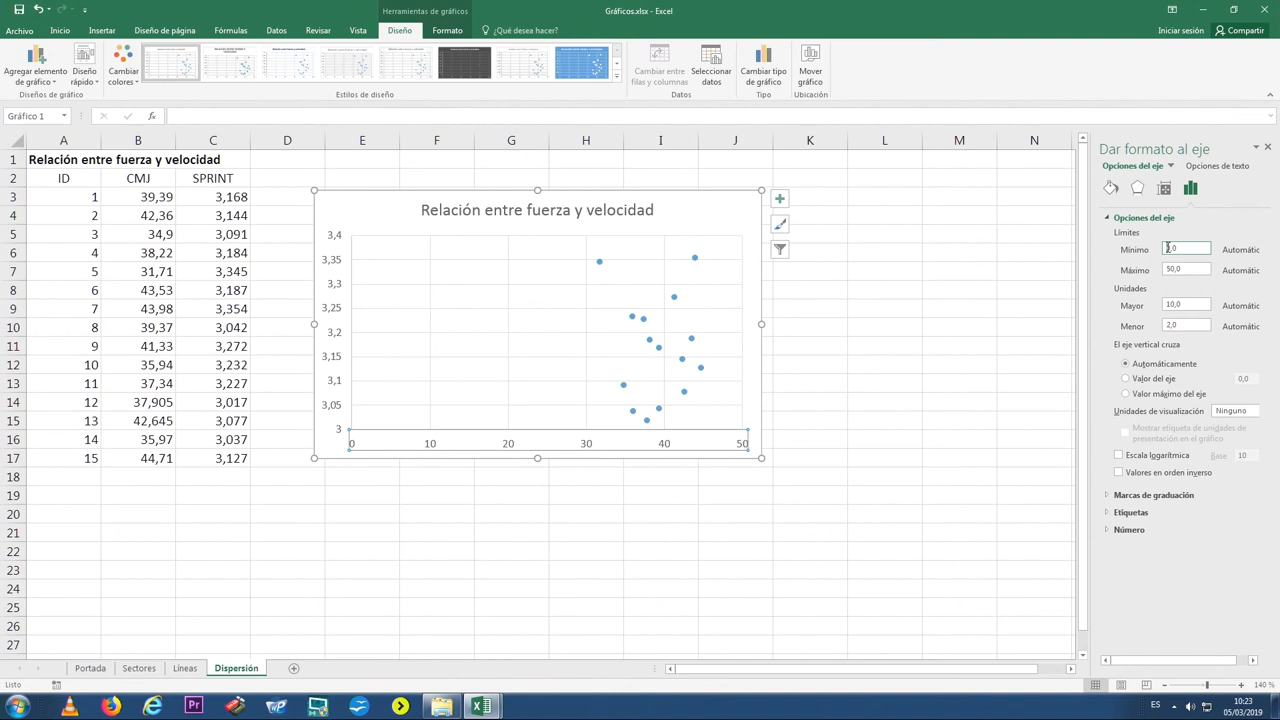 Herramientas de gráficos
Gráficos.xlsx - Excel
Archivo Inicio Insertar Diseño de página Fórmulas Datos Revisar Vista Diseño Formato ¿Qué desea hacer? Iniciar sesión Compartir
Agregar elemento de gráfico
Diseño rápido
Cambiar colores
Cambiar entre filas y columnas
Seleccionar datos
Cambiar tipo de gráfico
Mover gráfico
Diseños de gráfico Estilos de diseño Datos Tipo Ubicación
Gráfico 1 fx
A B C D E F G H I J K L M N
1 Relación entre fuerza y velocidad
2 ID CMJ SPRINT
3 1 39,39 3,168
4 2 42,36 3,144
5 3 34,9 3,091
6 4 38,22 3,184
7 5 31,71 3,345
8 6 43,53 3,187
9 7 43,98 3,354
10 8 39,37 3,042
11 9 41,33 3,272
12 10 35,94 3,232
13 11 37,34 3,227
14 12 37,905 3,017
15 13 42,645 3,077
16 14 35,97 3,037
17 15 44,71 3,127
18
19
20
21
22
23
24
25
26
27
Relación entre fuerza y velocidad
3,4
3,35
3,3
3,25
3,2
3,15
3,1
3,05
3
0 10 20 30 40 50
Dar formato al eje
Opciones del eje Opciones de texto
Opciones del eje
Límites
Mínimo ,0 Automátic
Máximo 50,0 Automátic
Unidades
Mayor 10,0 Automátic
Menor 2,0 Automátic
El eje vertical cruza
Automáticamente
Valor del eje 0,0
Valor máximo del eje
Unidades de visualización Ninguno
Mostrar etiqueta de unidades de
presentación en el gráfico
Escala logarítmica Base 10
Valores en orden inverso
Marcas de graduación
Etiquetas
Número
Portada Sectores Líneas Dispersión
Listo 140 %
Pr ES 10:23
05/03/2019